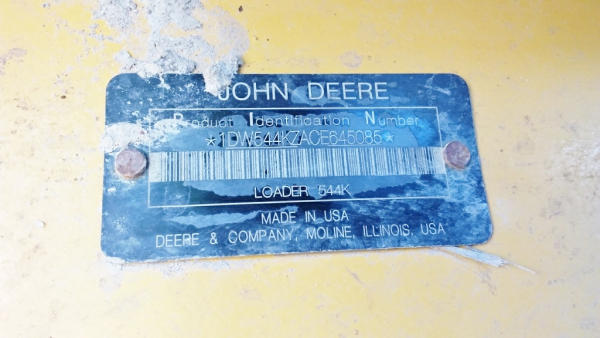 JOHN DEERE
Product Identification Number
*1DW544KZACE645085*
LOADER 544K
MADE IN USA
DEERE & COMPANY, MOLINE, ILLINOIS, USA